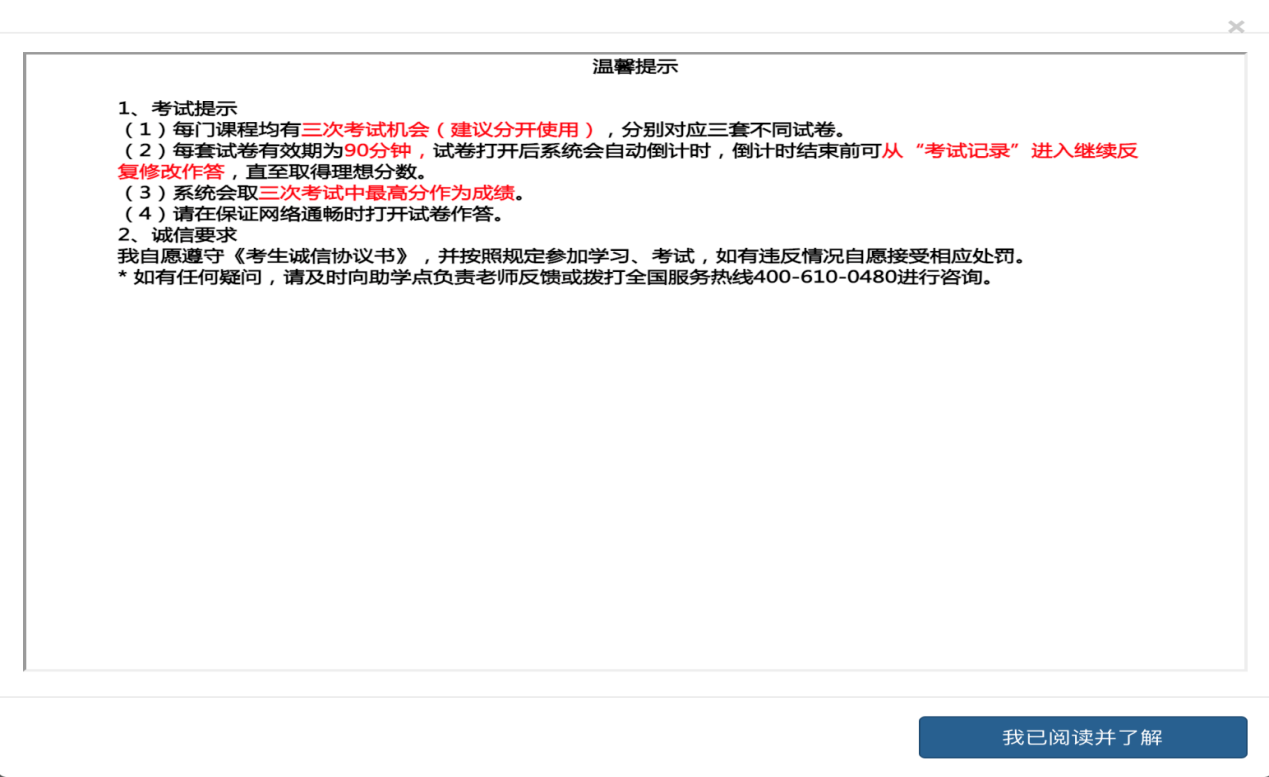 ×
温馨提示
1、考试提示
（1）每门课程均有三次考试机会（建议分开使用），分别对应三套不同试卷。
（2）每套试卷有效期为90分钟，试卷打开后系统会自动倒计时，倒计时结束前可从“考试记录”进入继续反
复修改作答，直至取得理想分数。
（3）系统会取三次考试中最高分作为成绩。
（4）请在保证网络通畅时打开试卷作答。
2、诚信要求
我自愿遵守《考生诚信协议书》，并按照规定参加学习、考试，如有违反情况自愿接受相应处罚。
* 如有任何疑问，请及时向助学点负责老师反馈或拨打全国服务热线400-610-0480进行咨询。
我已阅读并了解